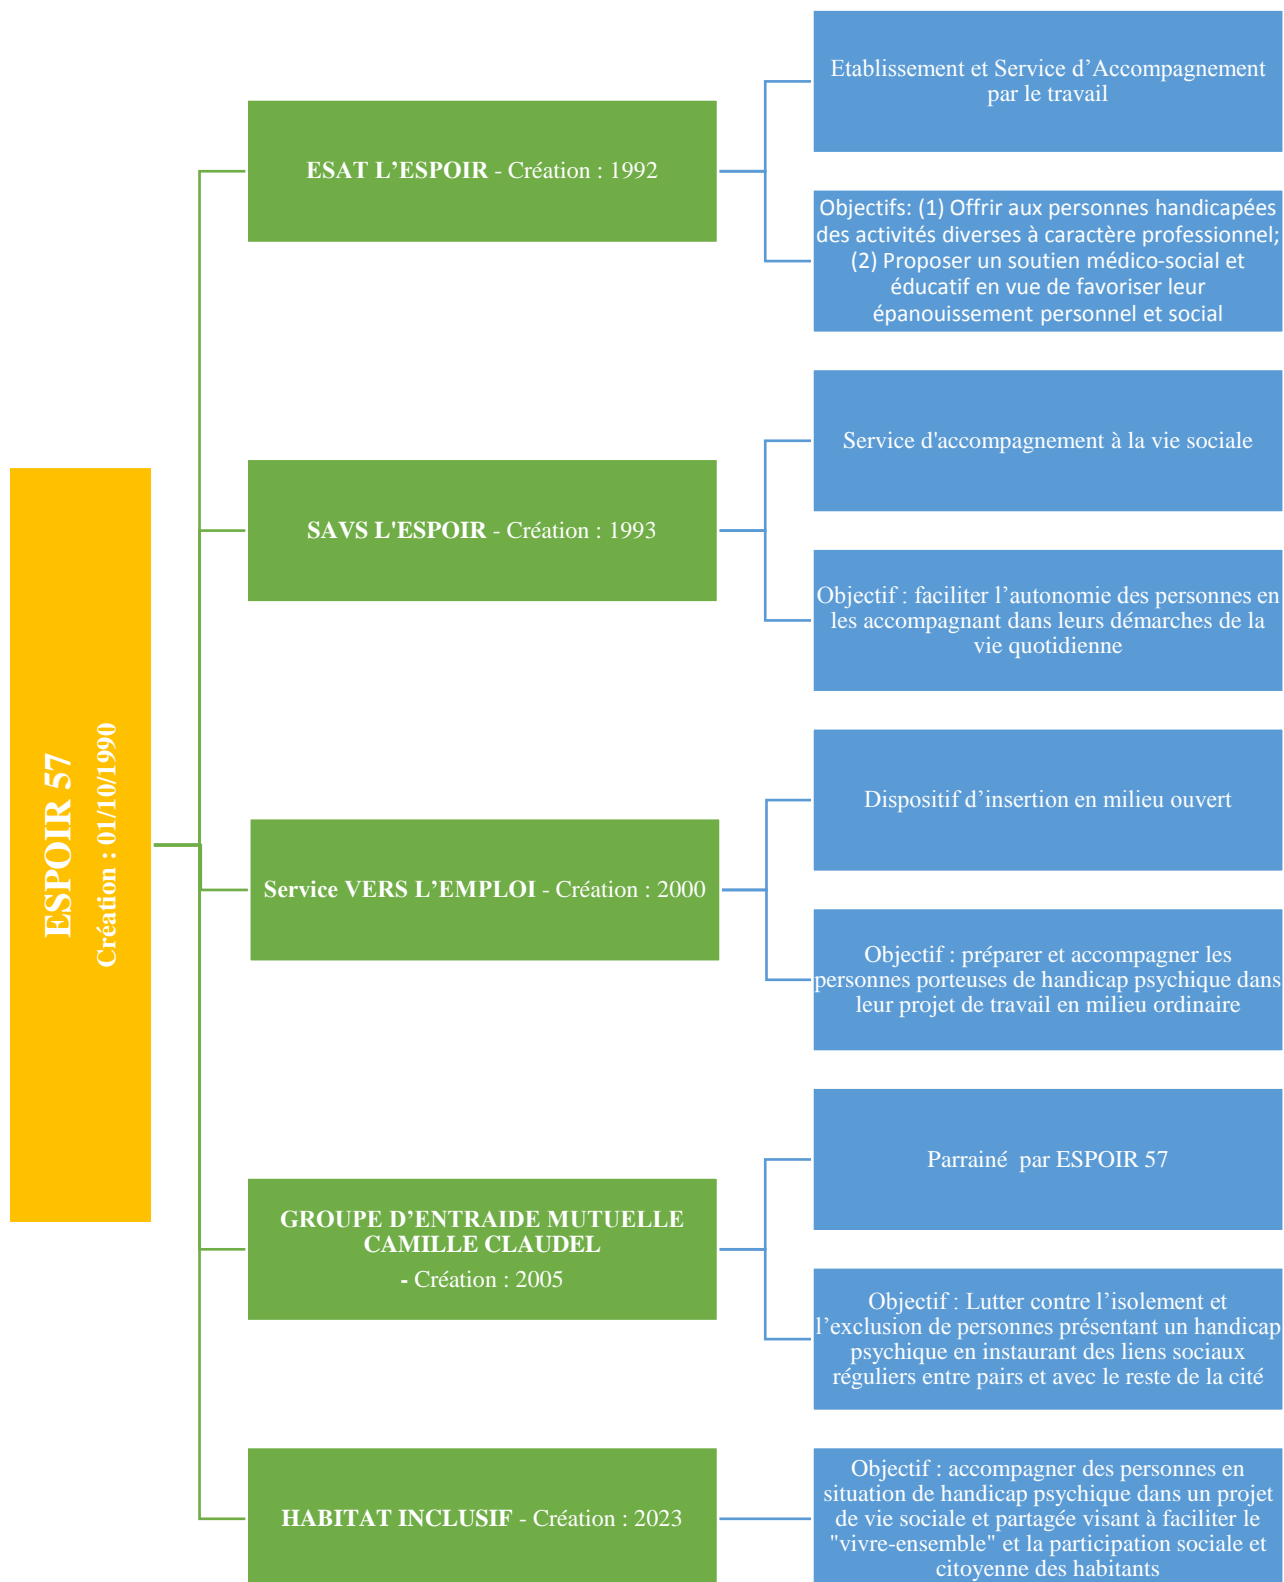 ESPOIR 57
Création : 01/10/1990
ESAT L’ESPOIR - Création : 1992
Etablissement et Service d’Accompagnement
par le travail
Objectifs: (1) Offrir aux personnes handicapées
des activités diverses à caractère professionnel;
(2) Proposer un soutien médico-social et
éducatif en vue de favoriser leur
épanouissement personnel et social
SAVS L'ESPOIR - Création : 1993
Service d'accompagnement à la vie sociale
Objectif : faciliter l’autonomie des personnes en
les accompagnant dans leurs démarches de la
vie quotidienne
Service VERS L’EMPLOI - Création : 2000
Dispositif d’insertion en milieu ouvert
Objectif : préparer et accompagner les
personnes porteuses de handicap psychique dans
leur projet de travail en milieu ordinaire
GROUPE D’ENTRAIDE MUTUELLE
CAMILLE CLAUDEL
- Création : 2005
Parrainé par ESPOIR 57
Objectif : Lutter contre l’isolement et
l’exclusion de personnes présentant un handicap
psychique en instaurant des liens sociaux
réguliers entre pairs et avec le reste de la cité
HABITAT INCLUSIF - Création : 2023
Objectif : accompagner des personnes en
situation de handicap psychique dans un projet
de vie sociale et partagée visant à faciliter le
"vivre-ensemble" et la participation sociale et
citoyenne des habitants